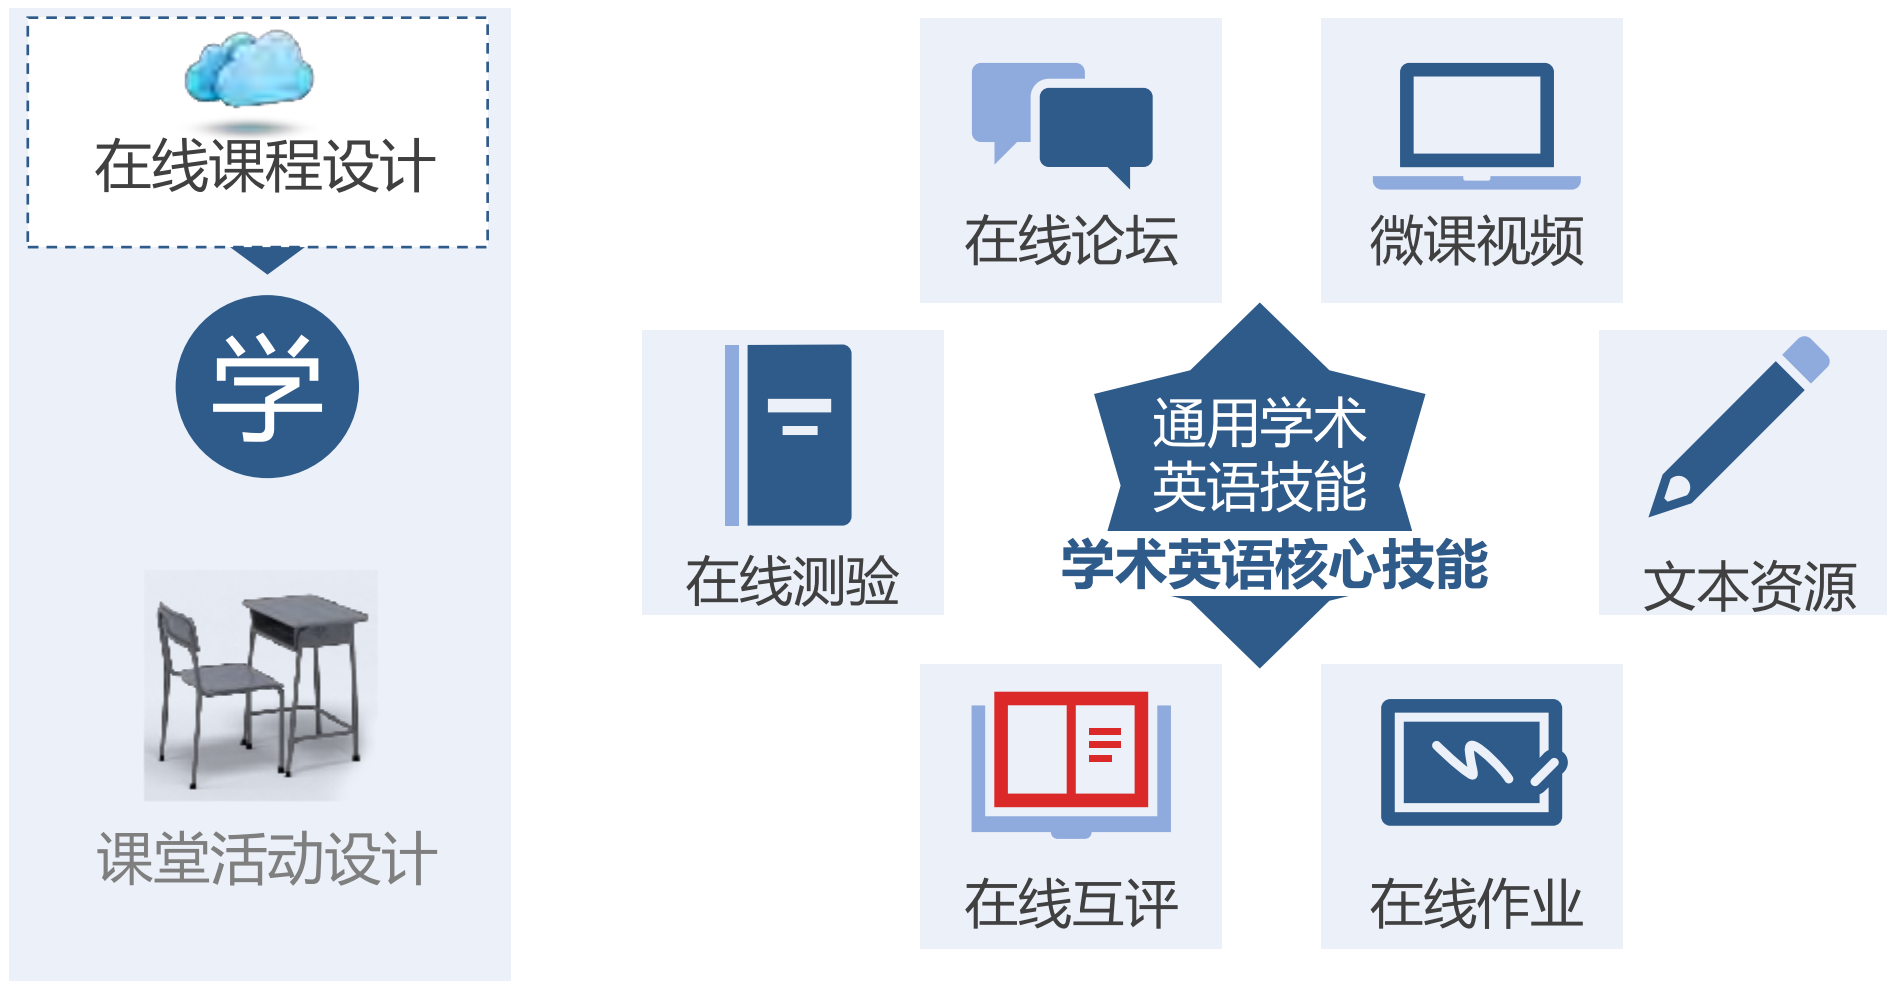 在线课程设计
学
课堂活动设计
在线论坛
微课视频
在线测验
通用学术
英语技能
学术英语核心技能
文本资源
在线互评
在线作业